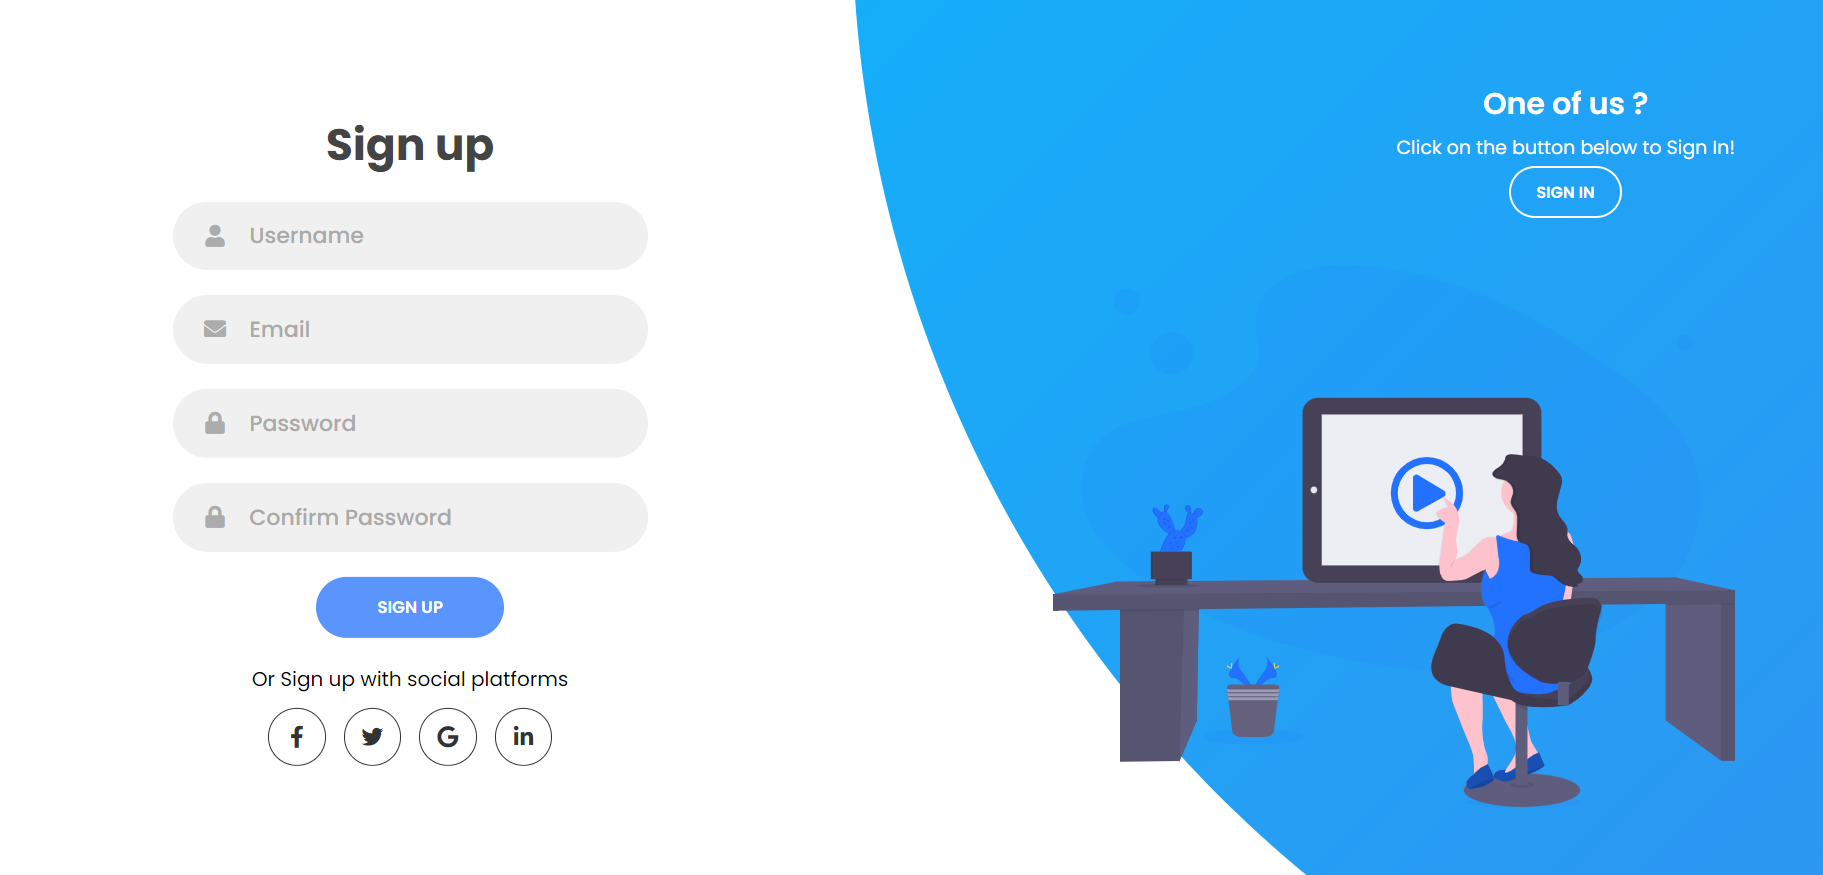 Sign up
Username
Email
Password
Confirm Password
SIGN UP
Or Sign up with social platforms
One of us ?
Click on the button below to Sign In!
SIGN IN